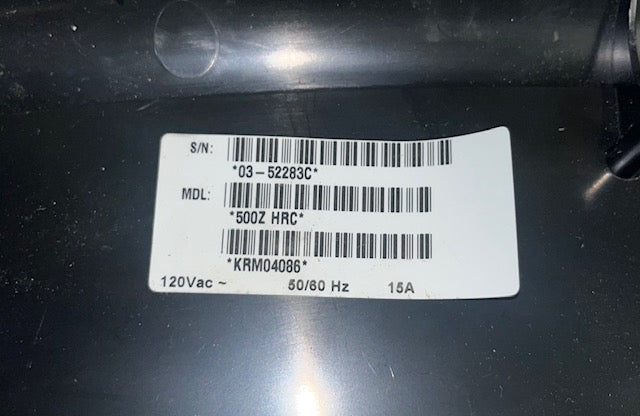 S/N:
*03-52283C*
MDL:
*500Z HRC*
*KRM04086*
120Vac ~ 50/60 Hz 15A